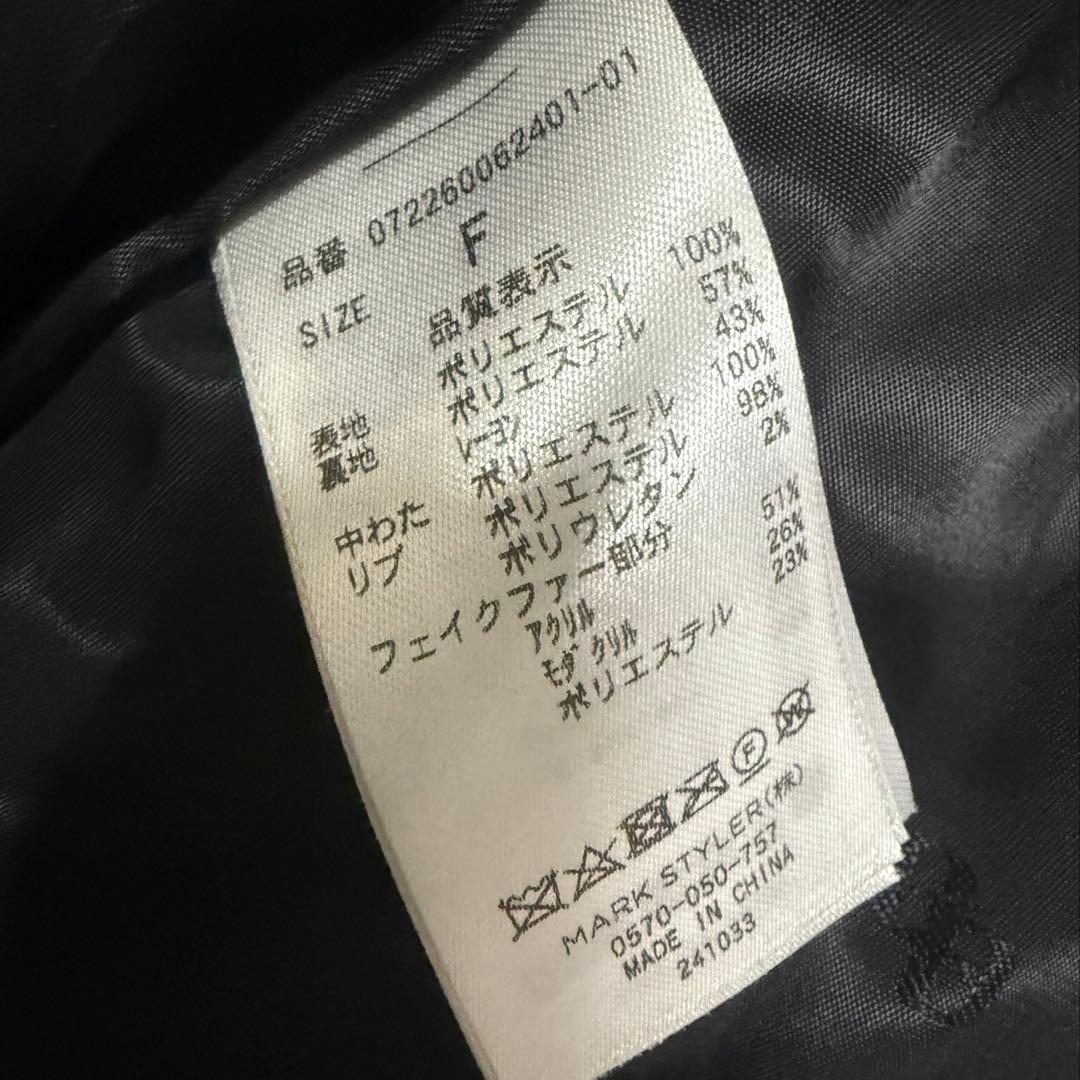 品番 072260062401-01
SIZE F
品質表示
表地 ポリエステル 100%
裏地 ポリエステル 57%
レーヨン 43%
中わた ポリエステル 100%
リブ ポリエステル 98%
ポリウレタン 2%
フェイクファー部分
アクリル 51%
モダクリル 26%
ポリエステル 23%
F
W
MARK STYLER(株)
0570-050-757
MADE IN CHINA
241033